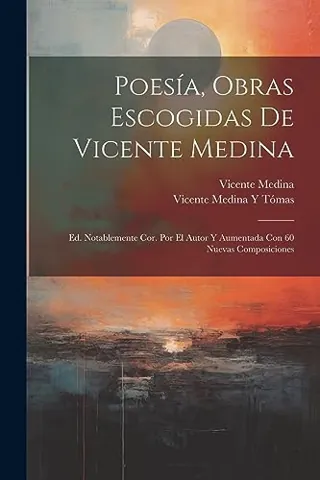 Poesía, Obras
Escogidas De
Vicente Medina
Vicente Medina
Vicente Medina Y Tómas
Ed. Notablemente Cor. Por El Autor Y Aumentada Con 60
Nuevas Composiciones